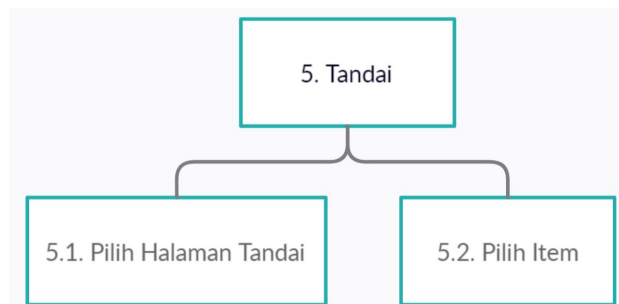 5. Tandai
5.1. Pilih Halaman Tandai
5.2. Pilih Item